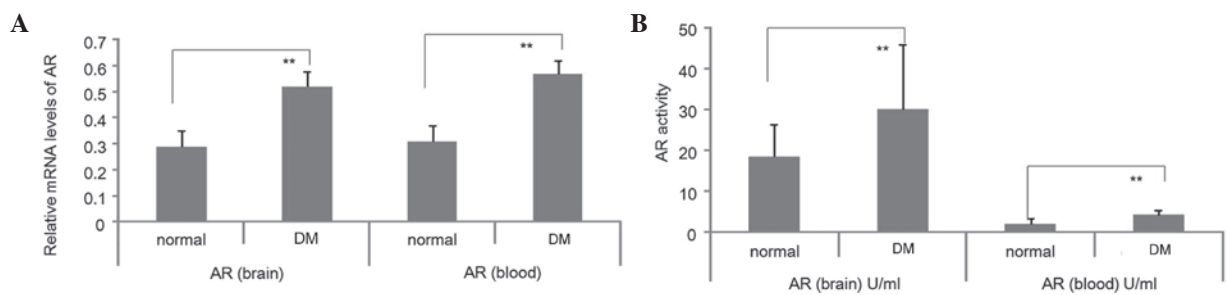 A
Relative mRNA levels of AR
0.7
0.6
0.5
0.4
0.3
0.2
0.1
0
**
**
normal DM normal DM
AR (brain) AR (blood)
B
AR activity
50
40
30
20
10
0
**
**
normal DM normal DM
AR (brain) U/ml AR (blood) U/ml